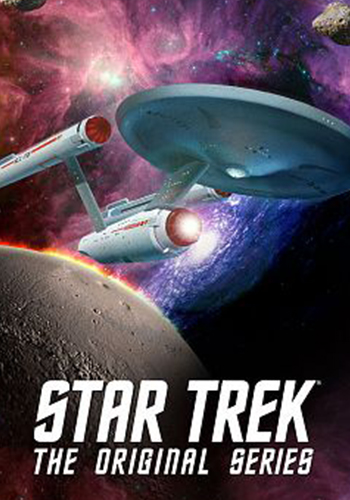 STAR TREK
THE ORIGINAL SERIES